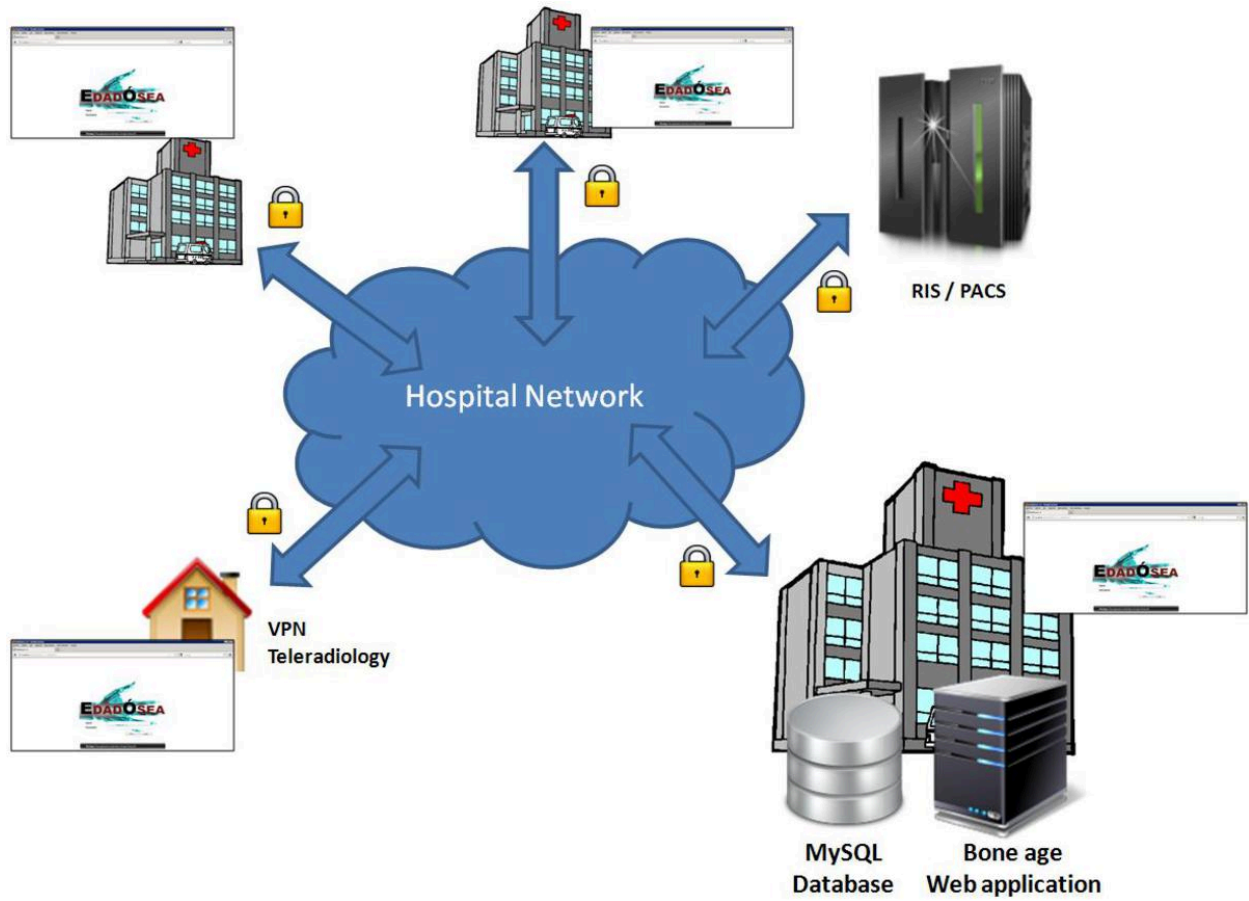 EDADÓSEA
EDADÓSEA
RIS / PACS
Hospital Network
EDADÓSEA
VPN
Teleradiology
EDADÓSEA
MySQL
Database
Bone age
Web application